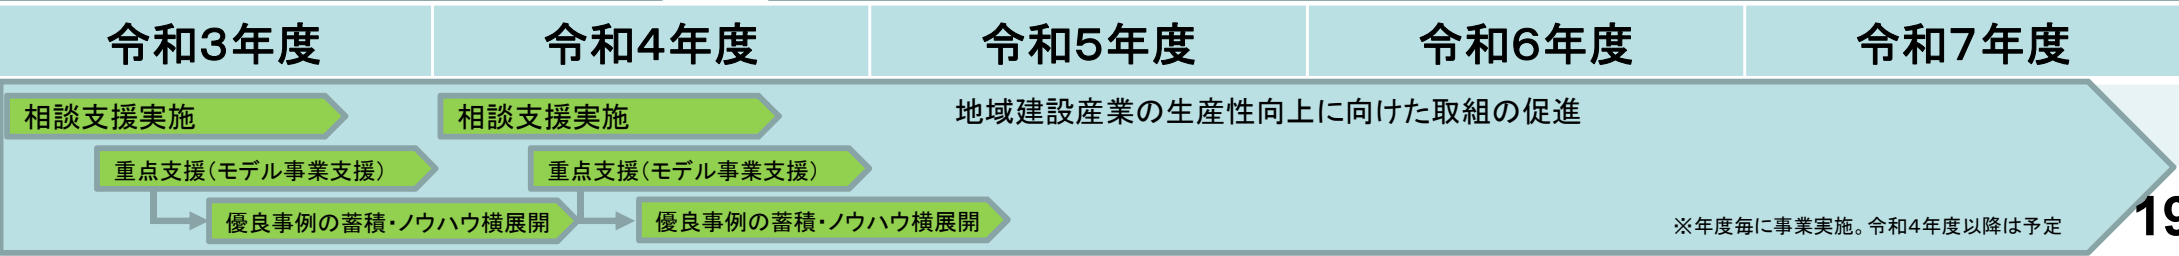 令和3年度 令和4年度 令和5年度 令和6年度 令和7年度
相談支援実施 相談支援実施 地域建設産業の生産性向上に向けた取組の促進
重点支援(モデル事業支援) 重点支援(モデル事業支援)
優良事例の蓄積・ノウハウ横展開 優良事例の蓄積・ノウハウ横展開
※年度毎に事業実施。令和4年度以降は予定
19